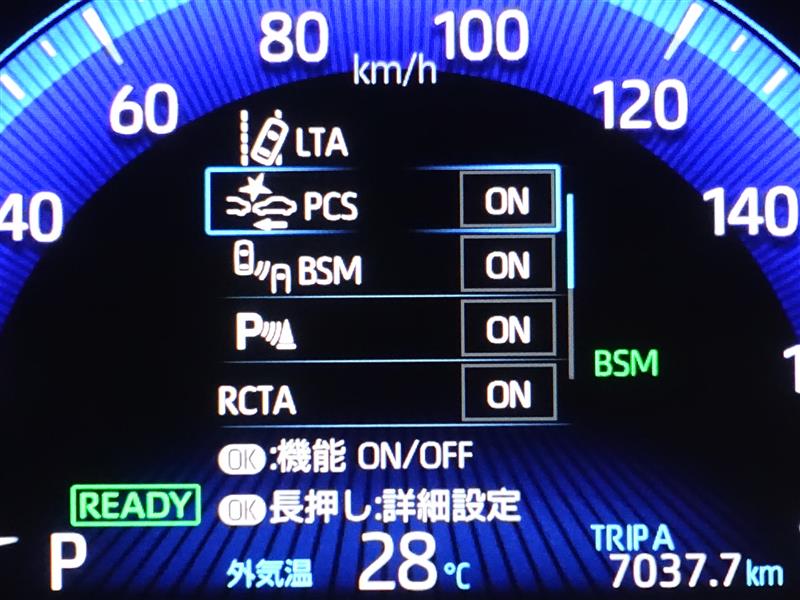 80 100
km/h
60 120
40 140
LTA
PCS ON
BSM ON
P ON
BSM
RCTA ON
OK:機能 ON/OFF
READY
OK長押し:詳細設定
P
外気温 28℃
TRIP A
7037.7km